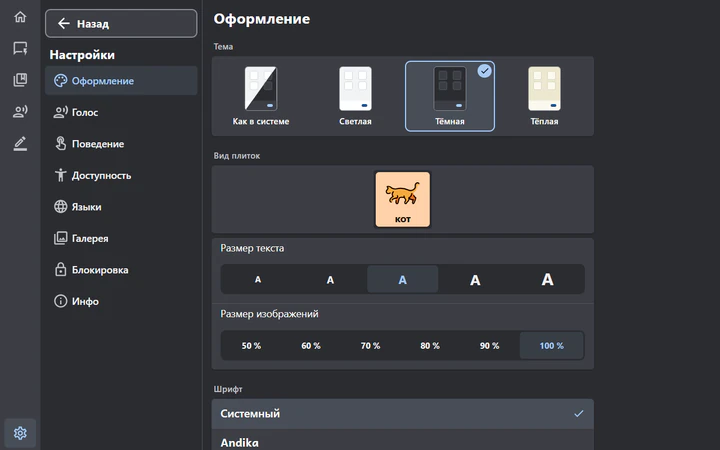 Назад
Настройки
Оформление
Голос
Поведение
Доступность
Языки
Галерея
Блокировка
Инфо
Оформление
Тема
Как в системе
Светлая
Тёмная
Тёплая
Вид плиток
кот
Размер текста
A A A A A
Размер изображений
50 % 60 % 70 % 80 % 90 % 100 %
Шрифт
Системный
Andika